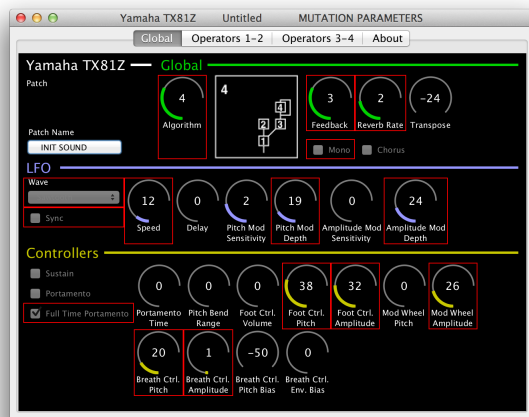 Yamaha TX81Z Untitled MUTATION PARAMETERS
Global Operators 1-2 Operators 3-4 About
Yamaha TX81Z Global
Patch
4
Algorithm
4
4
2 3
1
3
Feedback
2
Reverb Rate
-24
Transpose
Mono
Chorus
Patch Name
INIT SOUND
LFO
Wave
Sync
12
Speed
0
Delay
2
Pitch Mod
Sensitivity
19
Pitch Mod
Depth
0
Amplitude Mod
Sensitivity
24
Amplitude Mod
Depth
Controllers
Sustain
Portamento
Full Time Portamento
0
Portamento
Time
0
Pitch Bend
Range
0
Foot Ctrl.
Volume
38
Foot Ctrl.
Pitch
32
Foot Ctrl.
Amplitude
0
Mod Wheel
Pitch
26
Mod Wheel
Amplitude
20
Breath Ctrl.
Pitch
1
Breath Ctrl.
Amplitude
-50
Breath Ctrl.
Pitch Bias
0
Breath Ctrl.
Env. Bias